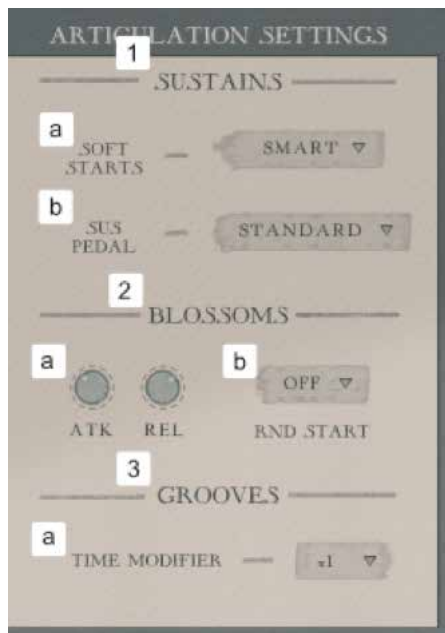 ARTICULATION SETTINGS
1
SUSTAINS
a
SOFT STARTS
SMART
b
SUS PEDAL
STANDARD
2
BLOSSOMS
a
b
OFF
ATK REL RND START
3
GROOVES
a
TIME MODIFIER x1